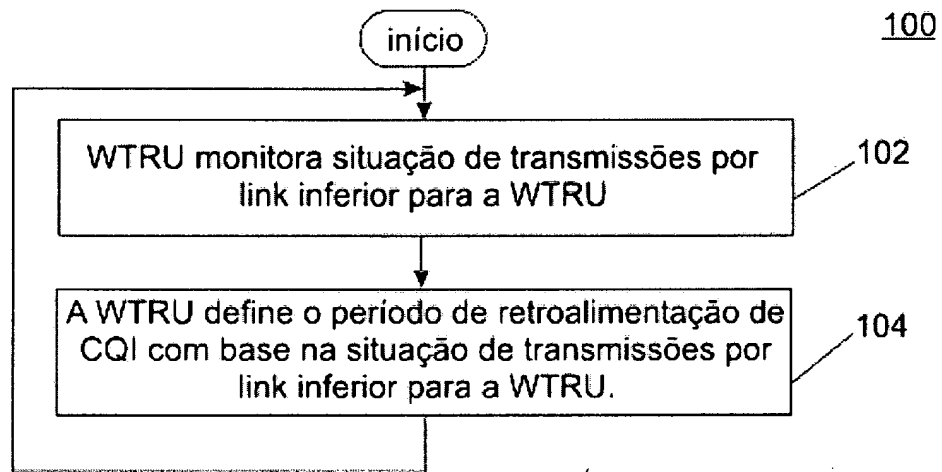 100
início
WTRU monitora situação de transmissões por
link inferior para a WTRU
102
A WTRU define o período de retroalimentação de
CQI com base na situação de transmissões por
link inferior para a WTRU.
104